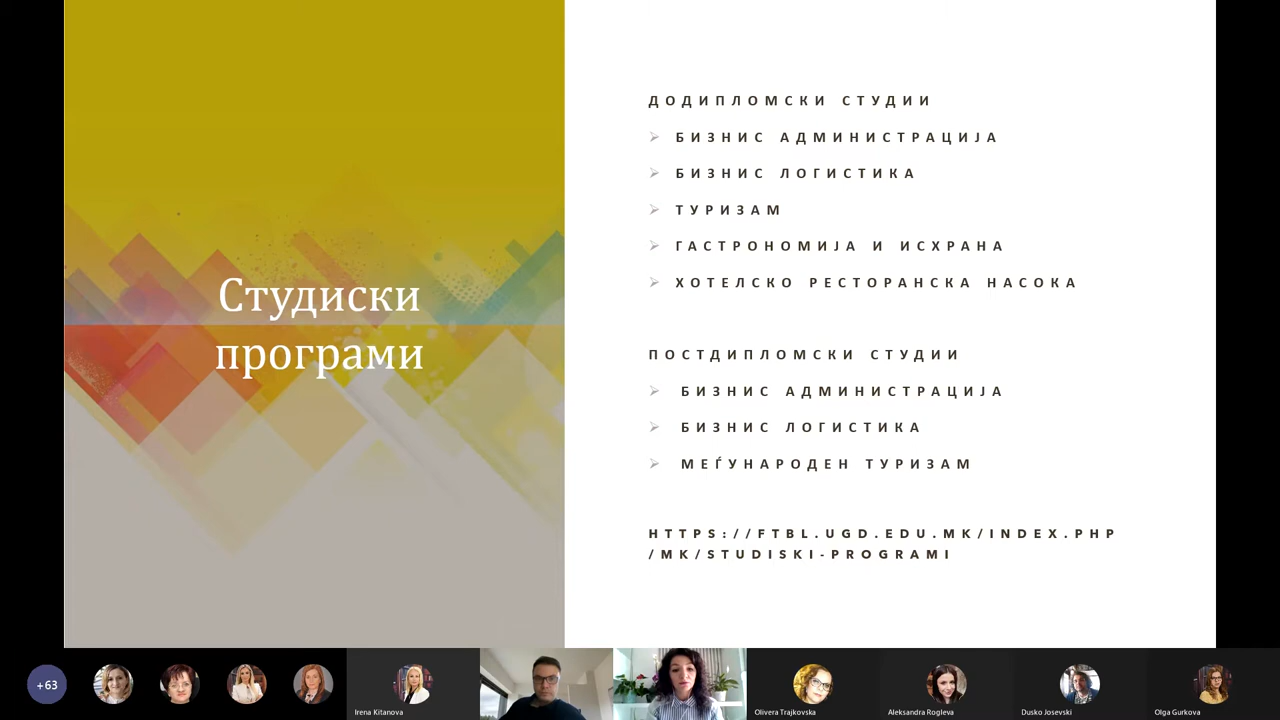 Студиски
програми
ДОДИПЛОМСКИ СТУДИИ
БИЗНИС АДМИНИСТРАЦИЈА
БИЗНИС ЛОГИСТИКА
ТУРИЗАМ
ГАСТРОНОМИЈА И ИСХРАНА
ХОТЕЛСКО РЕСТОРАНСКА НАСОКА
ПОСТДИПЛОМСКИ СТУДИИ
БИЗНИС АДМИНИСТРАЦИЈА
БИЗНИС ЛОГИСТИКА
МЕЃУНАРОДЕН ТУРИЗАМ
HTTPS://FTBL.UGD.EDU.MK/INDEX.PHP
/MK/STUDISKI-PROGRAMI
+63
Irena Kitanova
Olivera Trajkovska
Aleksandra Rogleva
Dusko Josevski
Olga Gurkova